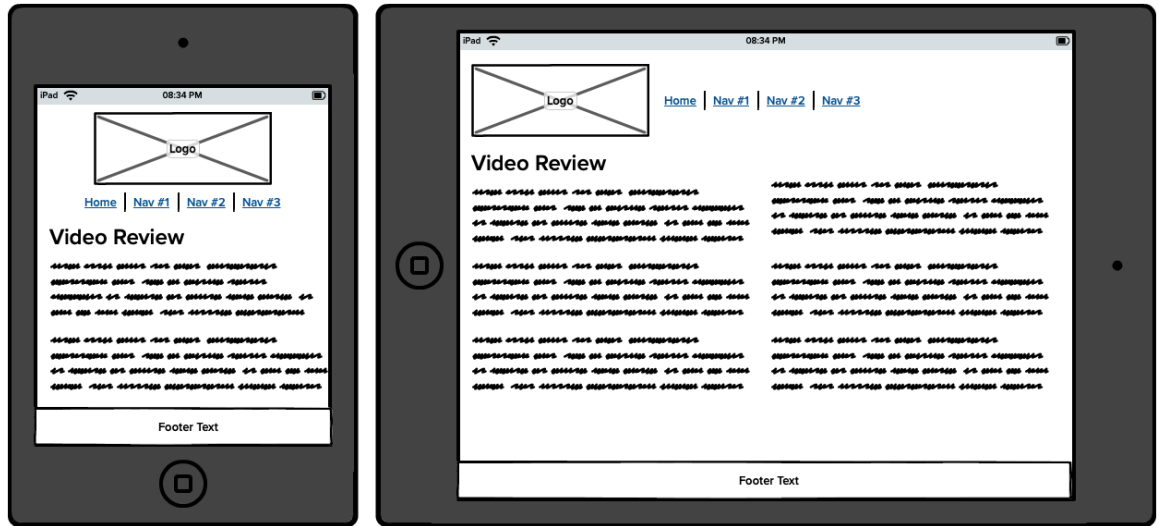 iPad 08:34 PM
Logo
Home Nav #1 Nav #2 Nav #3
Video Review
Footer Text
iPad 08:34 PM
Logo
Home Nav #1 Nav #2 Nav #3
Video Review
Footer Text